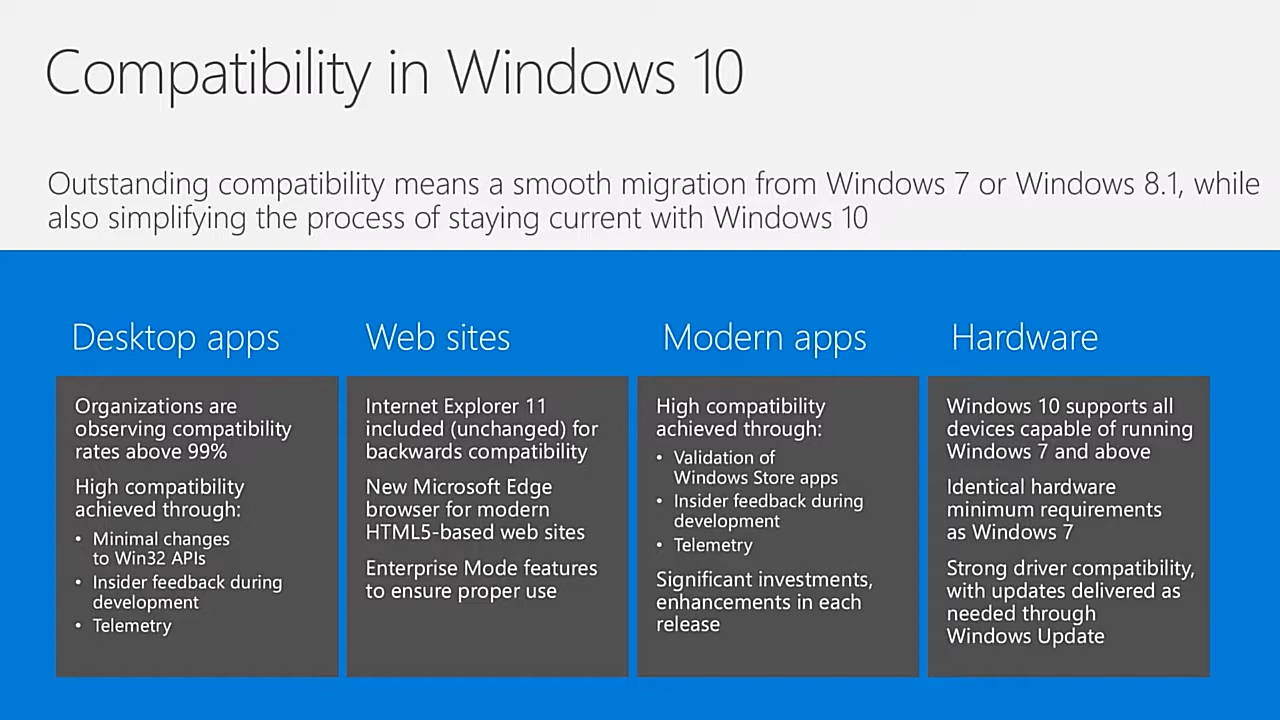 Compatibility in Windows 10
Outstanding compatibility means a smooth migration from Windows 7 or Windows 8.1, while
also simplifying the process of staying current with Windows 10
Desktop apps
Organizations are
observing compatibility
rates above 99%
High compatibility
achieved through:
• Minimal changes
to Win32 APIs
• Insider feedback during
development
• Telemetry
Web sites
Internet Explorer 11
included (unchanged) for
backwards compatibility
New Microsoft Edge
browser for modern
HTML5-based web sites
Enterprise Mode features
to ensure proper use
Modern apps
High compatibility
achieved through:
• Validation of
Windows Store apps
• Insider feedback during
development
• Telemetry
Significant investments,
enhancements in each
release
Hardware
Windows 10 supports all
devices capable of running
Windows 7 and above
Identical hardware
minimum requirements
as Windows 7
Strong driver compatibility,
with updates delivered as
needed through
Windows Update